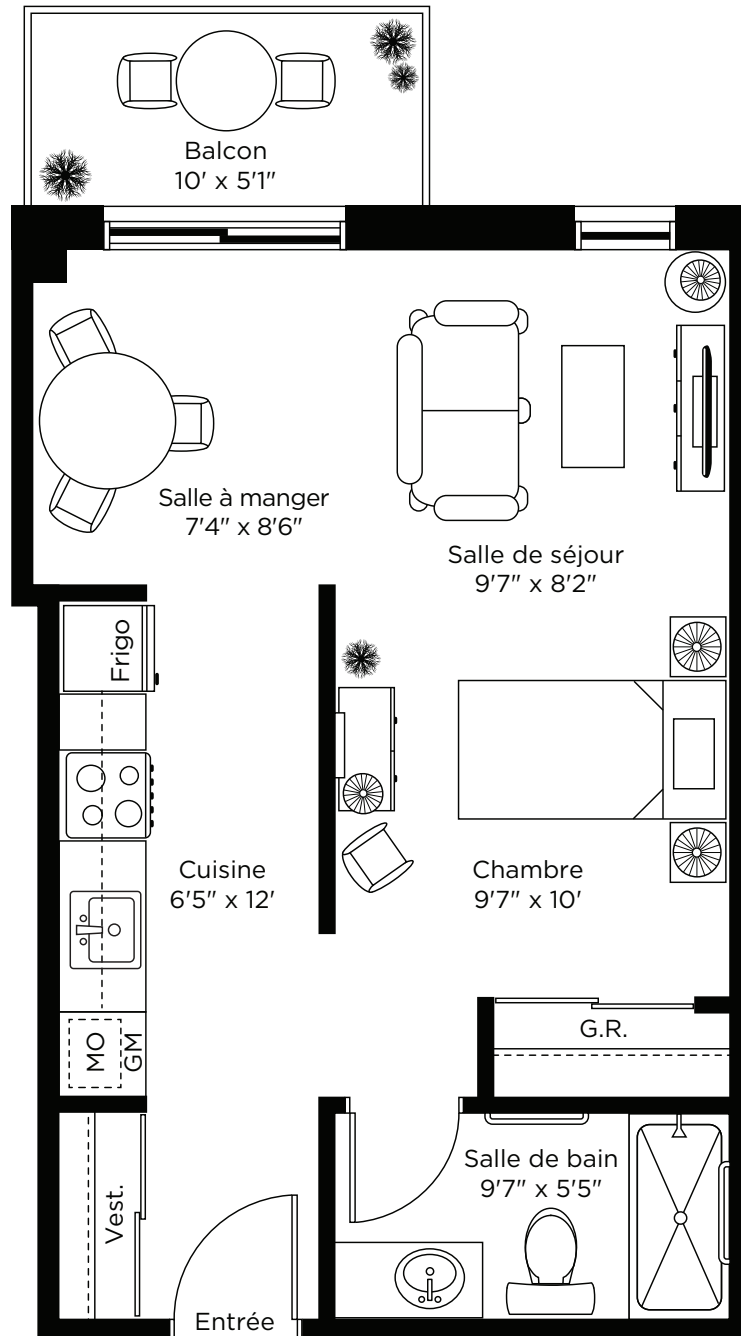 Balcon
10' x 5'1"
Salle à manger
7'4" x 8'6"
Salle de séjour
9'7" x 8'2"
Frigo
Cuisine
6'5" x 12'
Chambre
9'7" x 10'
MO
GM
G.R.
Vest.
Salle de bain
9'7" x 5'5"
Entrée